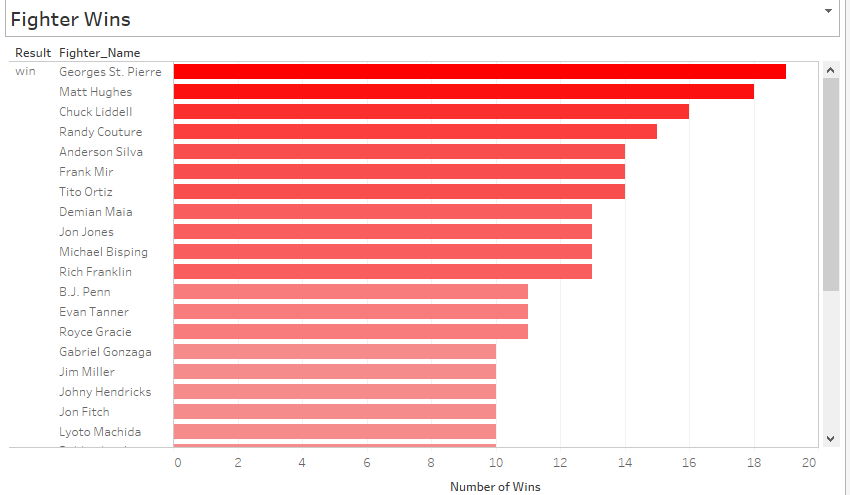 Fighter Wins
Result Fighter_Name
win Georges St. Pierre
Matt Hughes
Chuck Liddell
Randy Couture
Anderson Silva
Frank Mir
Tito Ortiz
Demian Maia
Jon Jones
Michael Bisping
Rich Franklin
B.J. Penn
Evan Tanner
Royce Gracie
Gabriel Gonzaga
Jim Miller
Johny Hendricks
Jon Fitch
Lyoto Machida
0 2 4 6 8 10 12 14 16 18 20
Number of Wins